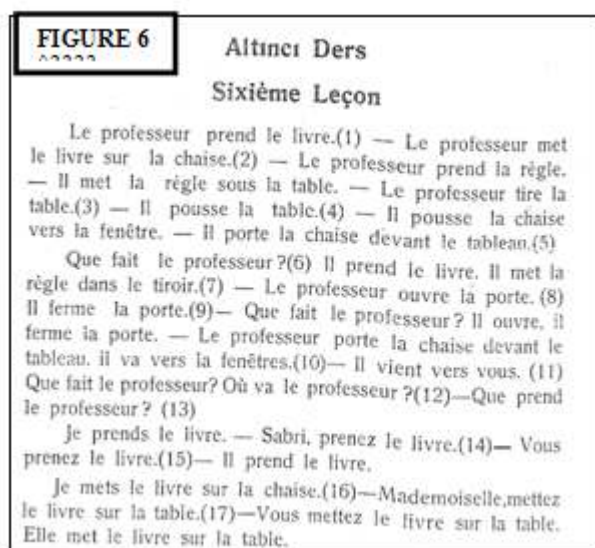 FIGURE 6
Altıncı Ders
Sixième Leçon
Le professeur prend le livre.(1) — Le professeur met
le livre sur la chaise.(2) — Le professeur prend la règle.
— Il met la règle sous la table. — Le professeur tire la
table.(3) — Il pousse la table.(4) — Il pousse la chaise
vers la fenêtre. — Il porte la chaise devant le tableau.(5)
Que fait le professeur?(6) Il prend le livre. Il met la
règle dans le tiroir.(7) — Le professeur ouvre la porte. (8)
Il ferme la porte.(9)— Que fait le professeur? Il ouvre, il
ferme la porte. — Le professeur porte la chaise devant le
tableau. il va vers la fenêtres.(10)— Il vient vers vous. (11)
Que fait le professeur? Où va le professeur?(12)—Que prend
le professeur? (13)
Je prends le livre. — Sabri, prenez le livre.(14)— Vous
prenez le livre.(15)— Il prend le livre.
Je mets le livre sur la chaise.(16)—Mademoiselle,mettez
le livre sur la table.(17)—Vous mettez le livre sur la table.
Elle met le livre sur la table.